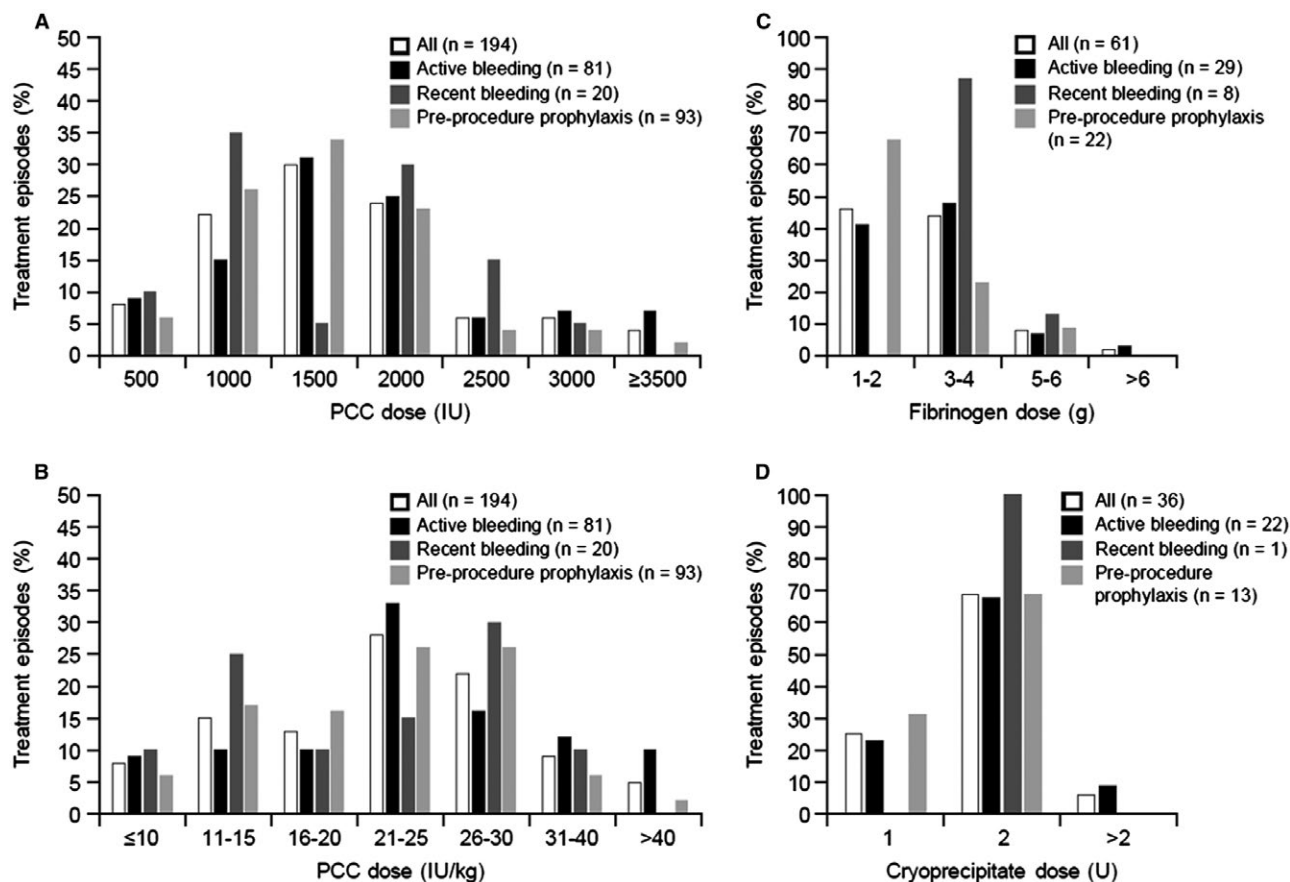 A
50
45
40
35
30
25
20
15
10
5
0
Treatment episodes (%)
All (n = 194)
Active bleeding (n = 81)
Recent bleeding (n = 20)
Pre-procedure prophylaxis (n = 93)
500 1000 1500 2000 2500 3000 ≥3500
PCC dose (IU)
C
100
90
80
70
60
50
40
30
20
10
0
Treatment episodes (%)
All (n = 61)
Active bleeding (n = 29)
Recent bleeding (n = 8)
Pre-procedure prophylaxis
(n = 22)
1-2 3-4 5-6 >6
Fibrinogen dose (g)
B
50
45
40
35
30
25
20
15
10
5
0
Treatment episodes (%)
All (n = 194)
Active bleeding (n = 81)
Recent bleeding (n = 20)
Pre-procedure prophylaxis (n = 93)
≤10 11-15 16-20 21-25 26-30 31-40 >40
PCC dose (IU/kg)
D
100
90
80
70
60
50
40
30
20
10
0
Treatment episodes (%)
All (n = 36)
Active bleeding (n = 22)
Recent bleeding (n = 1)
Pre-procedure
prophylaxis (n = 13)
1 2 >2
Cryoprecipitate dose (U)